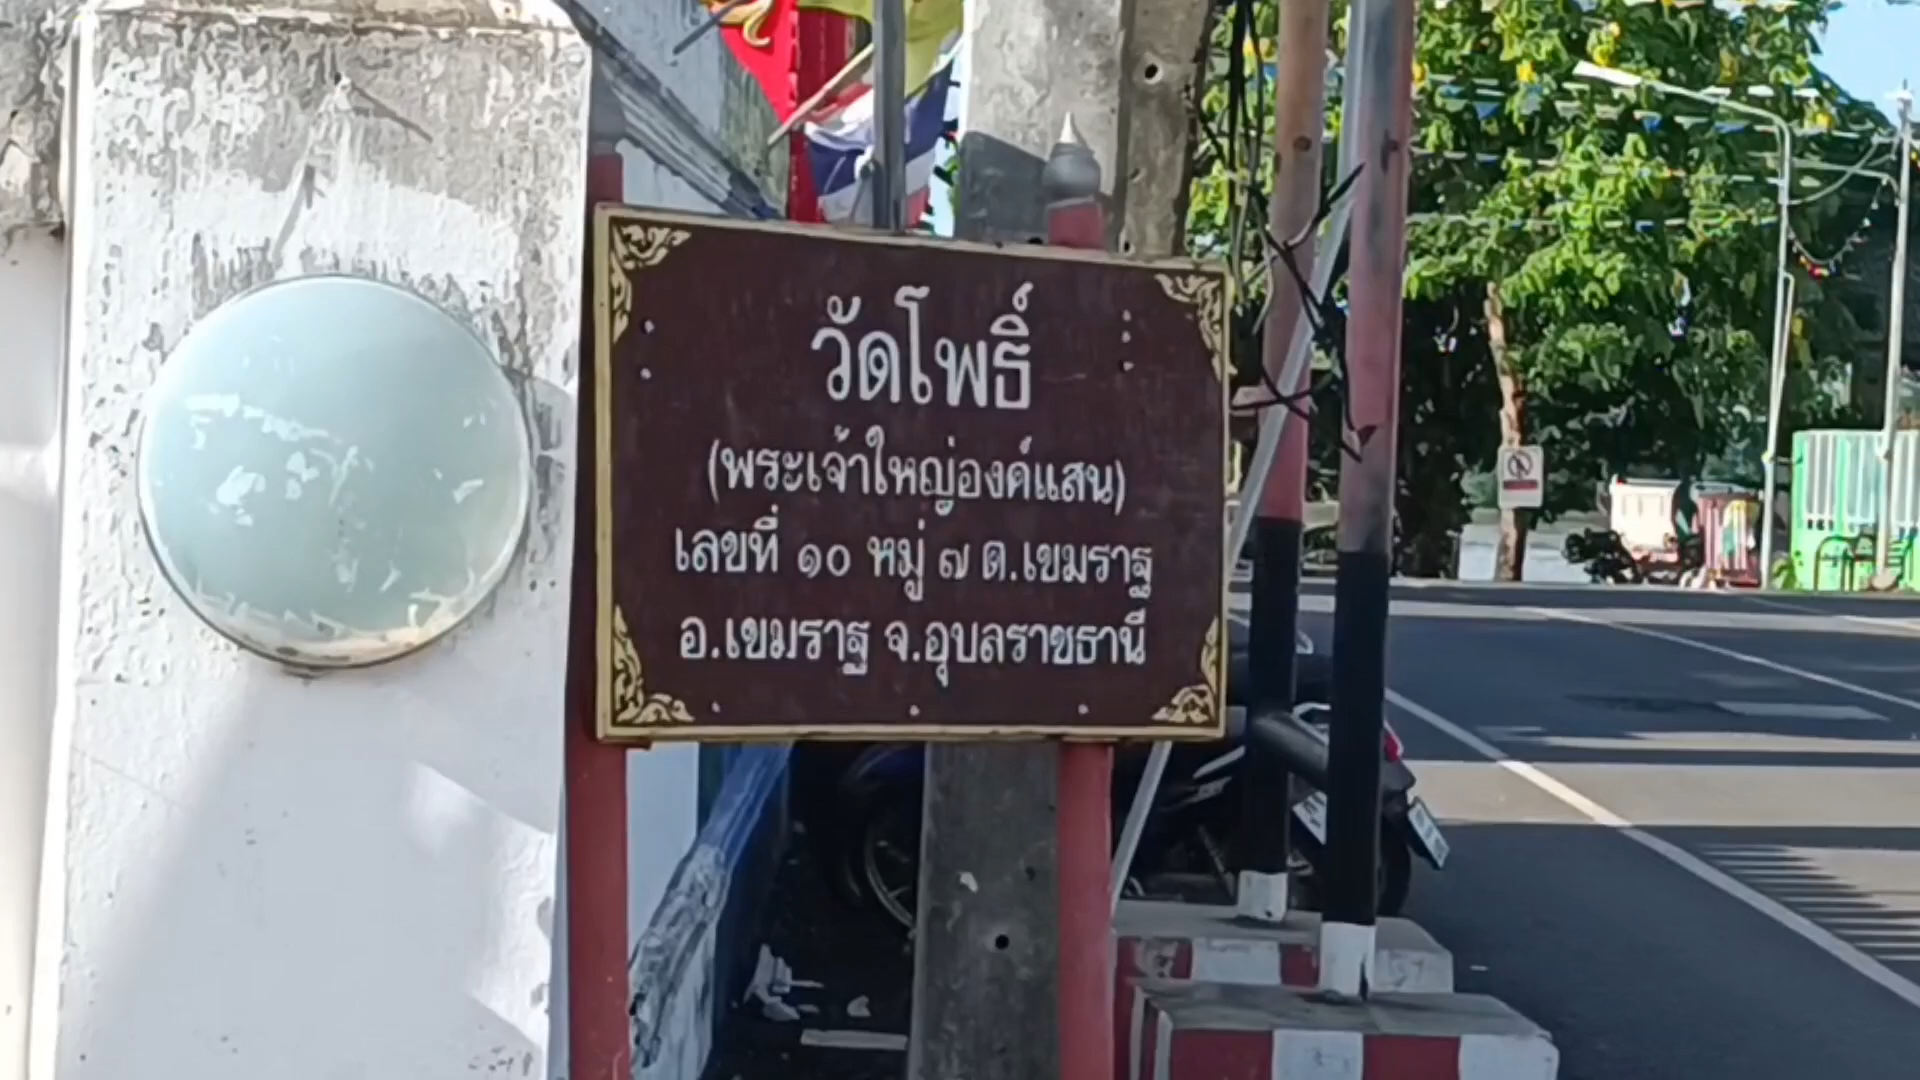 วัดโพธิ์
(พระเจ้าใหญ่องค์แสน)
เลขที่ ๑๐ หมู่ ๗ ต.เขมราฐ
อ.เขมราฐ จ.อุบลราชธานี